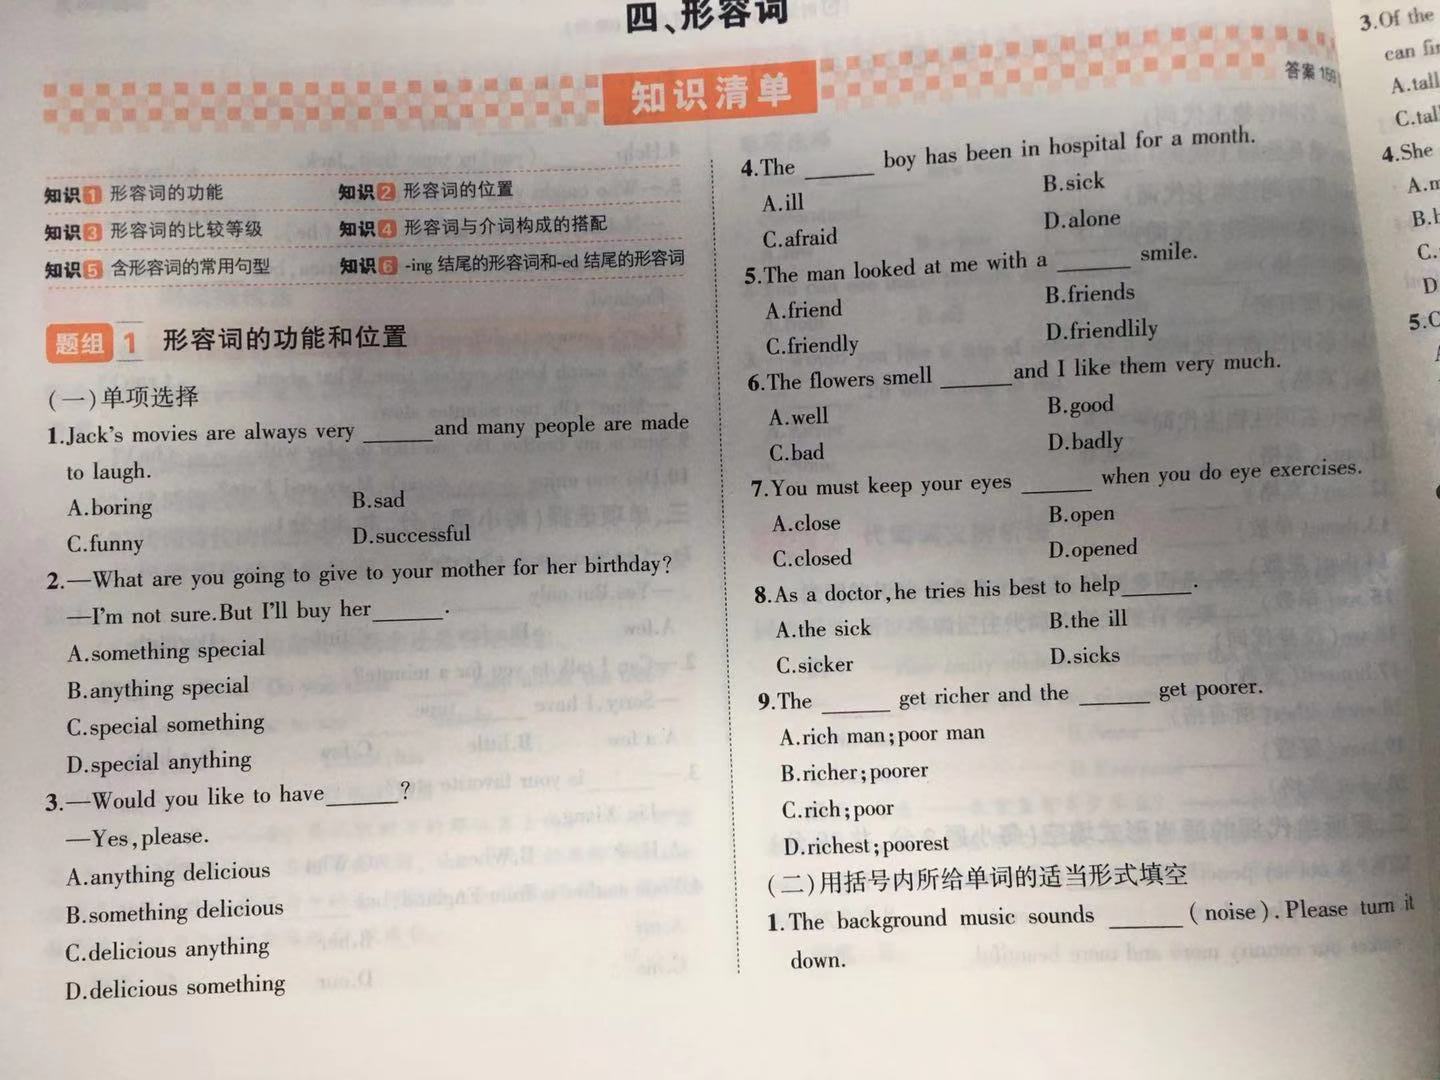 四、形容词
知识清单
答案 159
知识1 形容词的功能
知识2 形容词的位置
知识3 形容词的比较等级
知识4 形容词与介词构成的搭配
知识5 含形容词的常用句型
知识6 -ing 结尾的形容词和-ed 结尾的形容词
题组 1 形容词的功能和位置
(一)单项选择
1.Jack's movies are always very ______and many people are made
to laugh.
A.boring B.sad
C.funny D.successful
2.—What are you going to give to your mother for her birthday?
—I'm not sure.But I'll buy her______.
A.something special
B.anything special
C.special something
D.special anything
3.—Would you like to have______?
—Yes,please.
A.anything delicious
B.something delicious
C.delicious anything
D.delicious something
4.The ______ boy has been in hospital for a month.
A.ill B.sick
C.afraid D.alone
5.The man looked at me with a ______ smile.
A.friend B.friends
C.friendly D.friendlily
6.The flowers smell ______and I like them very much.
A.well B.good
C.bad D.badly
7.You must keep your eyes ______ when you do eye exercises.
A.close B.open
C.closed D.opened
8.As a doctor,he tries his best to help______.
A.the sick B.the ill
C.sicker D.sicks
9.The ______ get richer and the ______ get poorer.
A.rich man;poor man
B.richer;poorer
C.rich;poor
D.richest;poorest
(二)用括号内所给单词的适当形式填空
1.The background music sounds ______(noise).Please turn it
down.
3.Of the
can
A.tall
4.She
5.